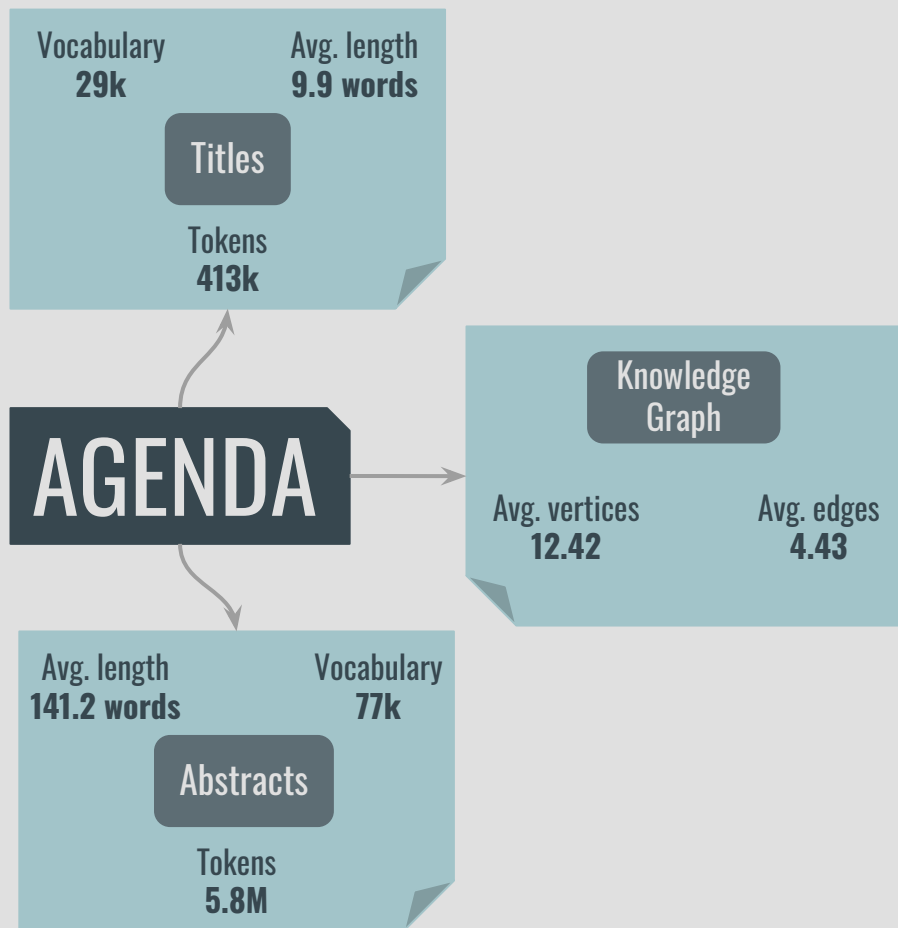 Vocabulary
29k
Avg. length
9.9 words
Titles
Tokens
413k
AGENDA
Knowledge
Graph
Avg. vertices
12.42
Avg. edges
4.43
Avg. length
141.2 words
Vocabulary
77k
Abstracts
Tokens
5.8M